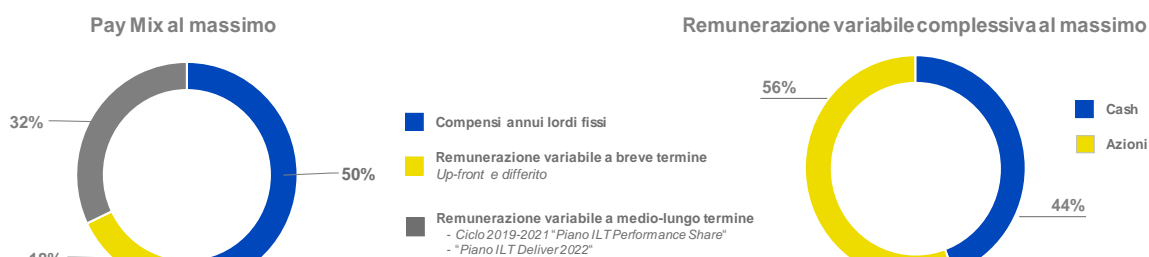 Pay Mix al massimo
32%
50%
Compensi annui lordi fissi
Remunerazione variabile a breve termine
Up-front e differito
Remunerazione variabile a medio-lungo termine
- Ciclo 2019-2021 "Piano ILT Performance Share"
- "Piano ILT Deliver 2022"
Remunerazione variabile complessiva al massimo
56%
44%
Cash
Azioni